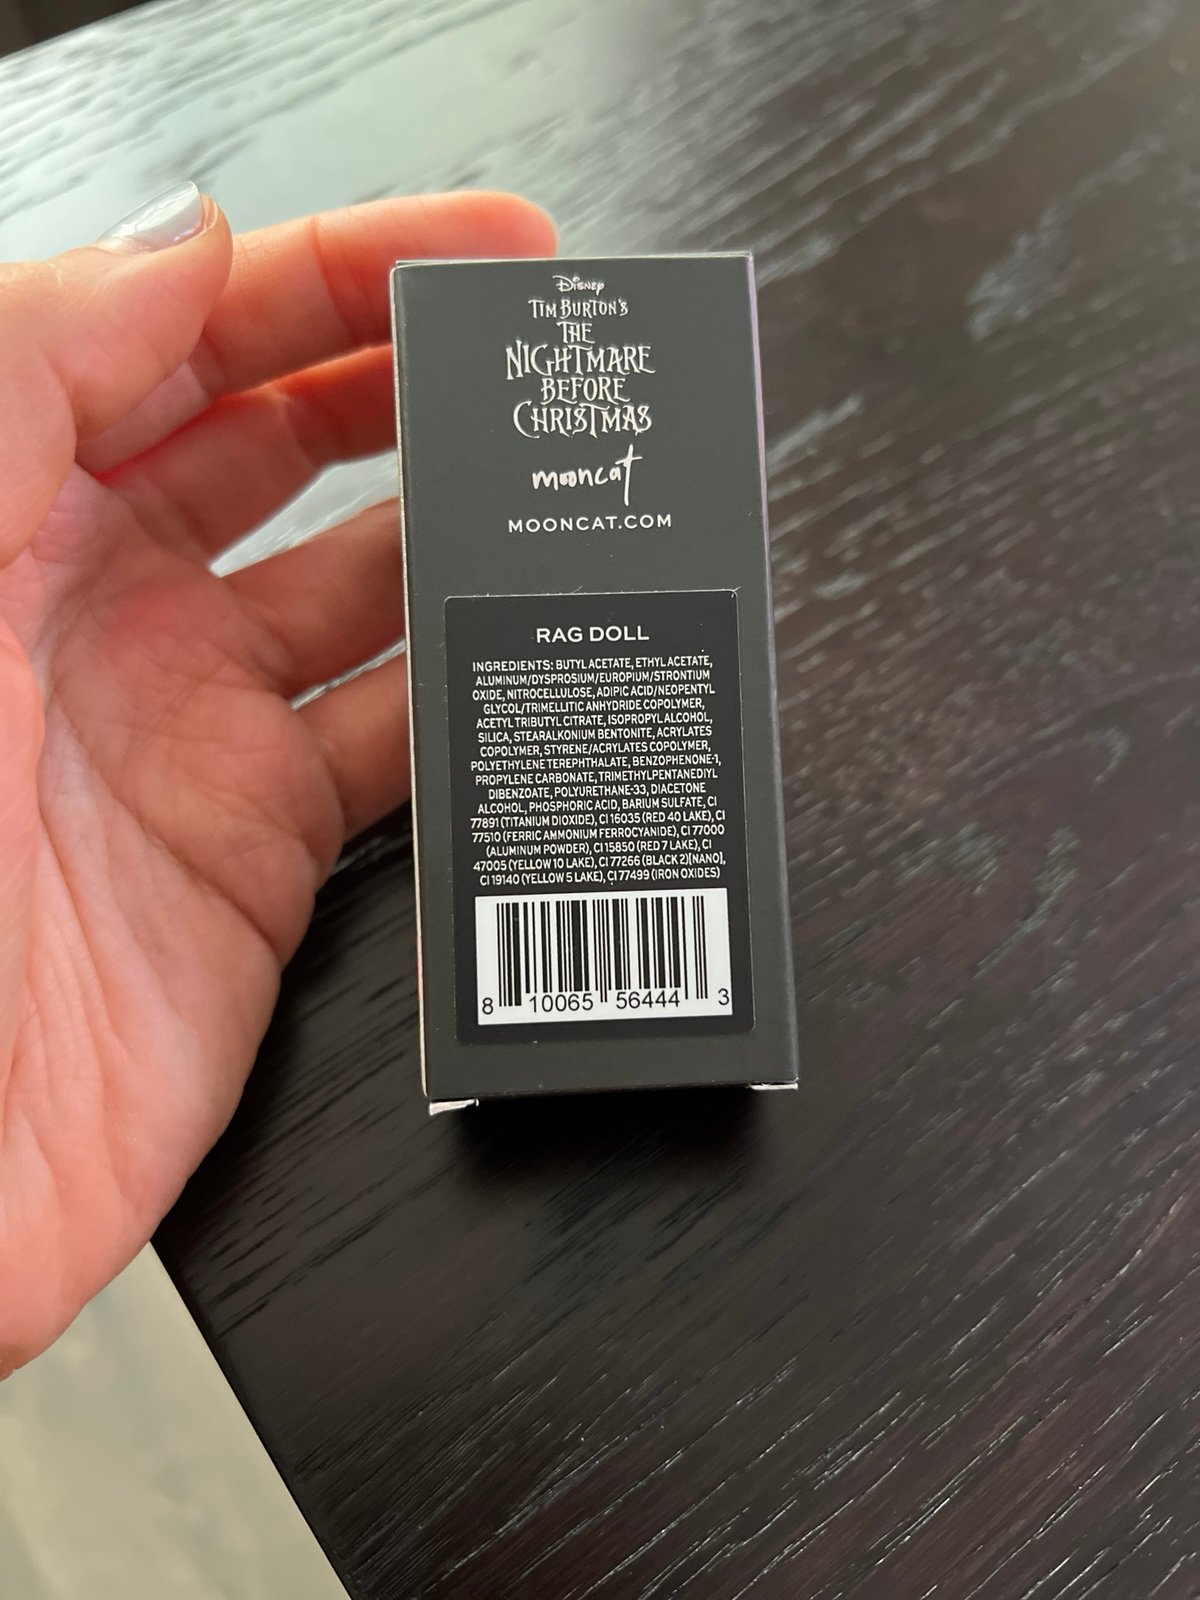 Disney
TIM BURTON'S
THE
NIGHTMARE
BEFORE
CHRISTMAS
mooncat
MOONCAT.COM
RAG DOLL
INGREDIENTS: BUTYL ACETATE, ETHYL ACETATE,
ALUMINUM/DYSPROSIUM/EUROPIUM/STRONTIUM
OXIDE, NITROCELLULOSE, ADIPIC ACID/NEOPENTYL
GLYCOL/TRIMELLITIC ANHYDRIDE COPOLYMER,
ACETYL TRIBUTYL CITRATE, ISOPROPYL ALCOHOL,
SILICA, STEARALKONIUM BENTONITE, ACRYLATES
COPOLYMER, STYRENE/ACRYLATES COPOLYMER,
POLYETHYLENE TEREPHTHALATE, BENZOPHENONE-1,
PROPYLENE CARBONATE, TRIMETHYLPENTANEDIYL
DIBENZOATE, POLYURETHANE-33, DIACETONE
ALCOHOL, PHOSPHORIC ACID, BARIUM SULFATE, CI
77891 (TITANIUM DIOXIDE), CI 16035 (RED 40 LAKE), CI
77510 (FERRIC AMMONIUM FERROCYANIDE), CI 77000
(ALUMINUM POWDER), CI 15850 (RED 7 LAKE), CI
47005 (YELLOW 10 LAKE), CI 77266 (BLACK 2)[NANO],
CI 19140 (YELLOW 5 LAKE), CI 77499 (IRON OXIDES)
8 10065 56444 3